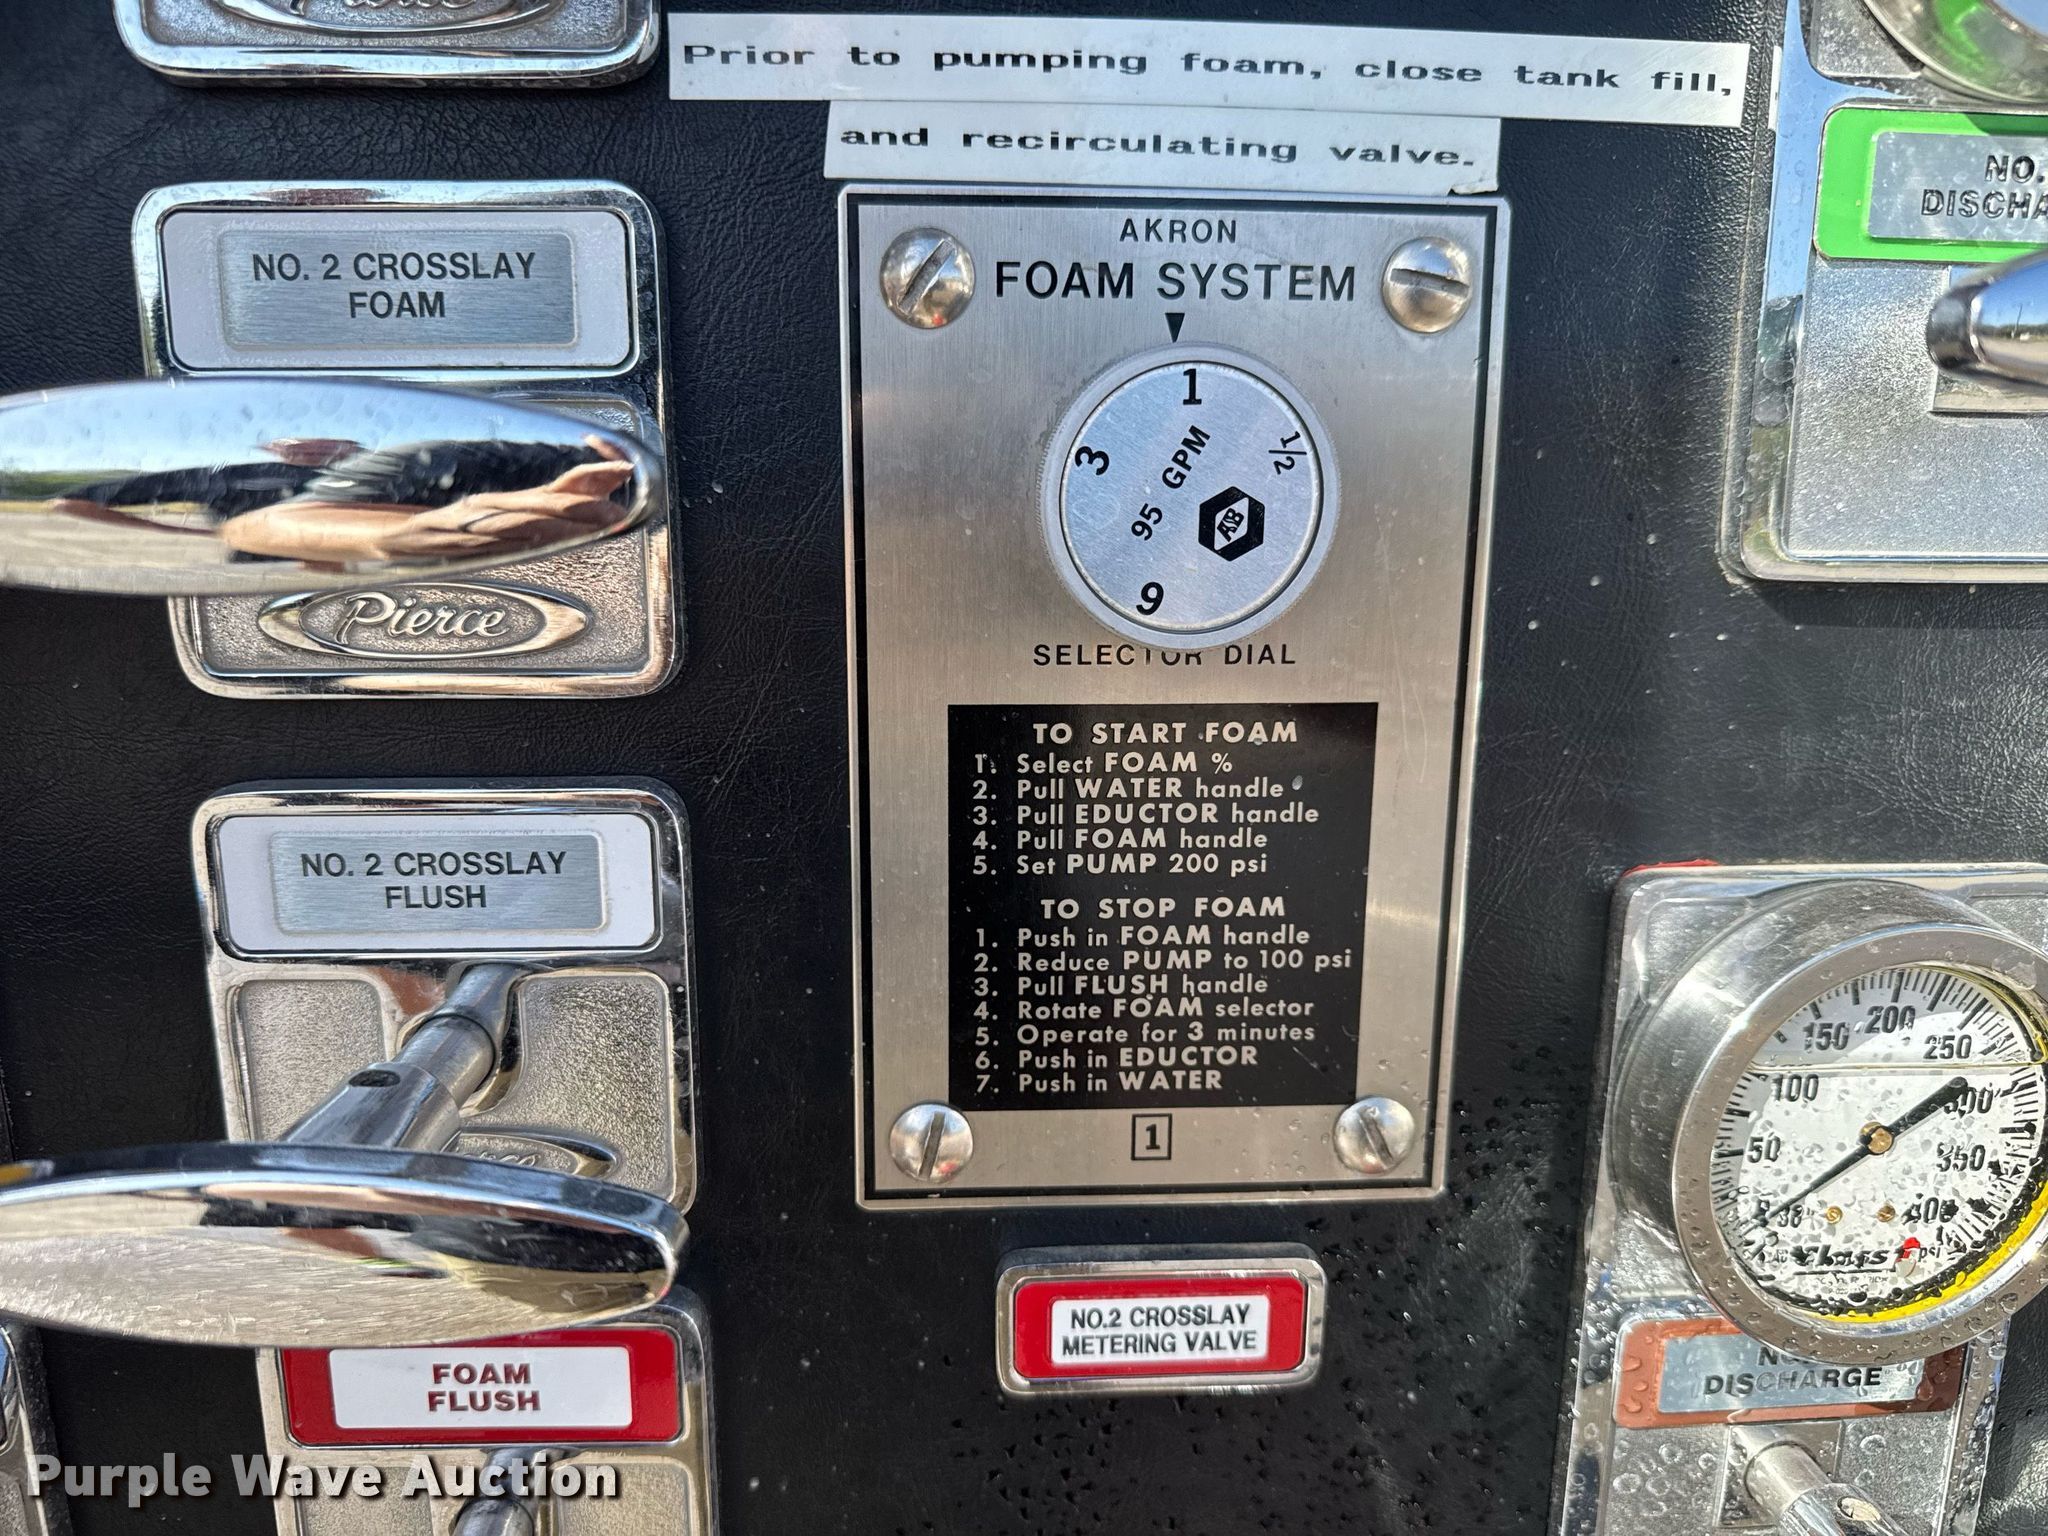 Pierce
Prior to pumping foam, close tank fill,
and recirculating valve.
NO.
NO. 2 CROSSLAY
FOAM
Pierce
AKRON
FOAM SYSTEM
1
1/2
3
6
95 GPM
AB
SELECTOR DIAL
TO START FOAM
1. Select FOAM %
2. Pull WATER handle
3. Pull EDUCTOR handle
4. Pull FOAM handle
5. Set PUMP 200 psi
TO STOP FOAM
1. Push in FOAM handle
2. Reduce PUMP to 100 psi
3. Pull FLUSH handle
4. Rotate FOAM selector
5. Operate for 3 minutes
6. Push in EDUCTOR
7. Push in WATER
1
NO. 2 CROSSLAY
FLUSH
FOAM
FLUSH
NO.2 CROSSLAY
METERING VALVE
50
100
150
200
250
300
350
400
psi
DISCHARGE
Purple Wave Auction